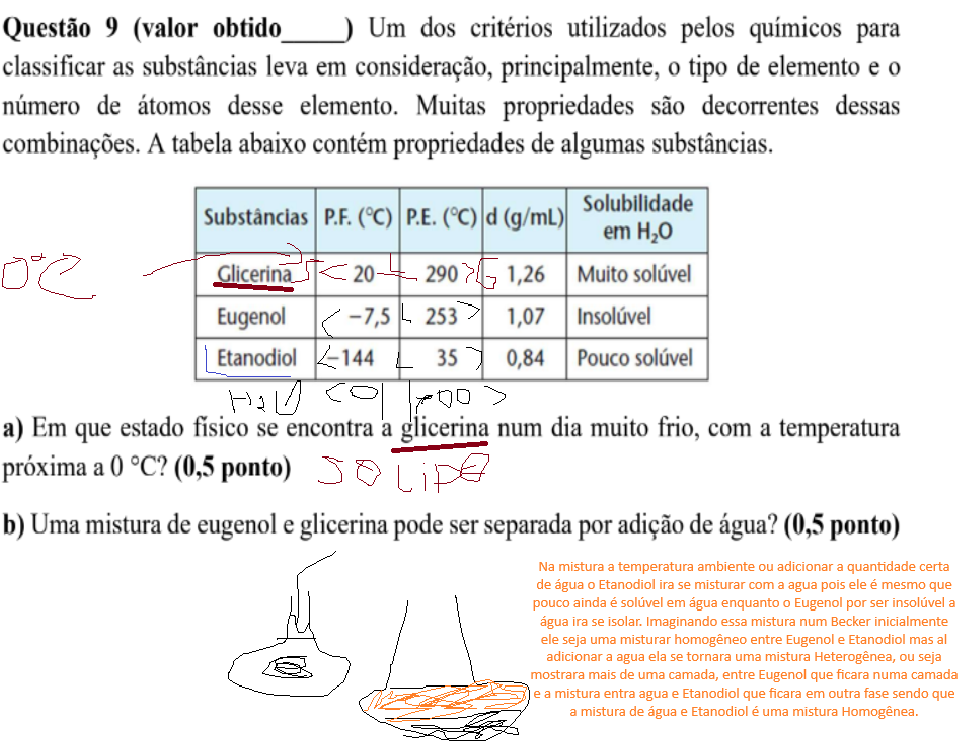 Questão 9 (valor obtido_____) Um dos critérios utilizados pelos químicos para
classificar as substâncias leva em consideração, principalmente, o tipo de elemento e o
número de átomos desse elemento. Muitas propriedades são decorrentes dessas
combinações. A tabela abaixo contém propriedades de algumas substâncias.
Substâncias P.F. (°C) P.E. (°C) d (g/mL) Solubilidade em H₂O
0°C
Glicerina S < 20 L 290 > G 1,26 Muito solúvel
Eugenol < −7,5 L 253 > 1,07 Insolúvel
Etanodiol < −144 L 35 > 0,84 Pouco solúvel
H2O < 0 | 100 >
a) Em que estado físico se encontra a glicerina num dia muito frio, com a temperatura
próxima a 0 °C? (0,5 ponto) SOLIDO
b) Uma mistura de eugenol e glicerina pode ser separada por adição de água? (0,5 ponto)
Na mistura a temperatura ambiente ou adicionar a quantidade certa
de água o Etanodiol ira se misturar com a agua pois ele é mesmo que
pouco ainda é solúvel em água enquanto o Eugenol por ser insolúvel a
água ira se isolar. Imaginando essa mistura num Becker inicialmente
ele seja uma misturar homogêneo entre Eugenol e Etanodiol mas al
adicionar a agua ela se tornara uma mistura Heterogênea, ou seja
mostrara mais de uma camada, entre Eugenol que ficara numa camada
e a mistura entra agua e Etanodiol que ficara em outra fase sendo que
a mistura de água e Etanodiol é uma mistura Homogênea.